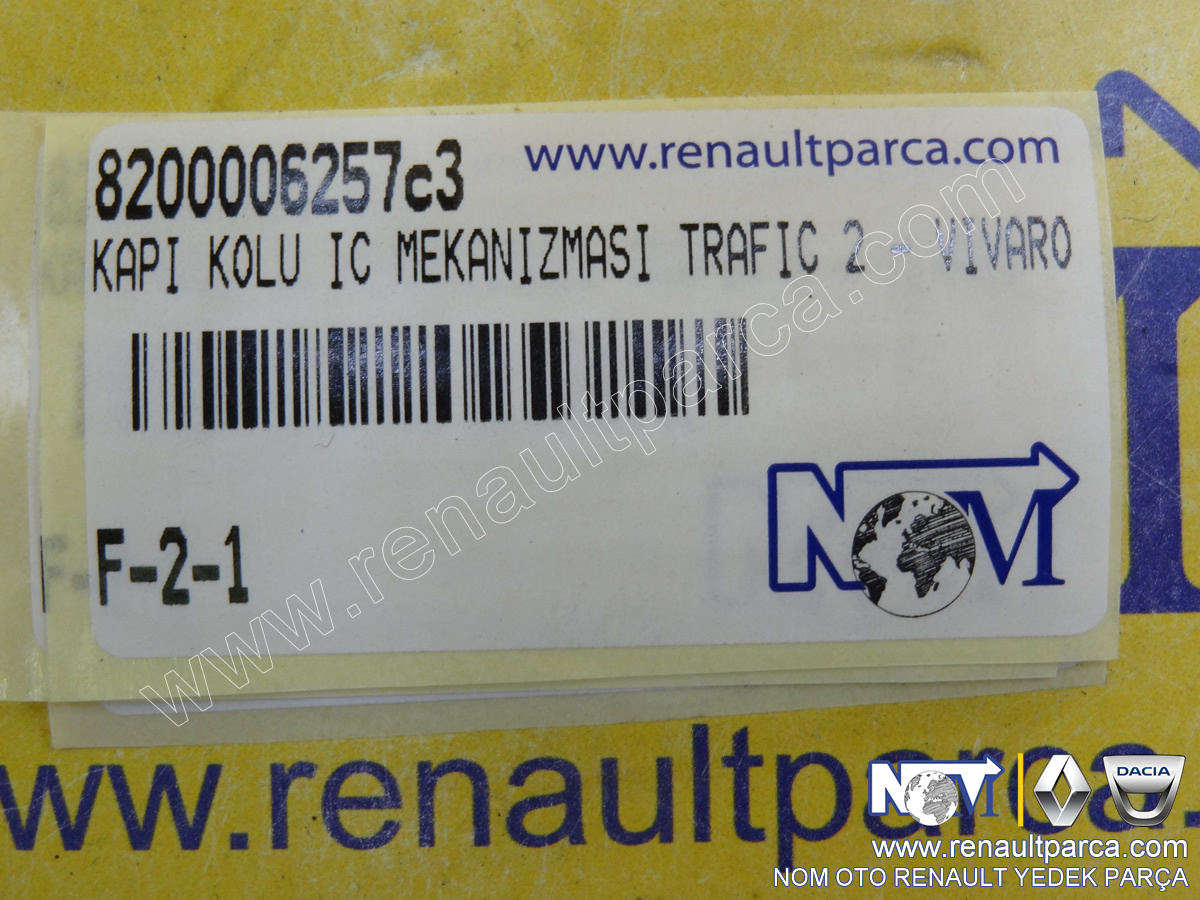 8200006257c3
www.renaultparca.com
KAPI KOLU IC MEKANIZMASI TRAFIC 2 - VIVARO
F-2-1
NOM
www.renaultparca.com
www.renaultparca.
NOM
DACIA
www.renaultparca.com
NOM OTO RENAULT YEDEK PARÇA